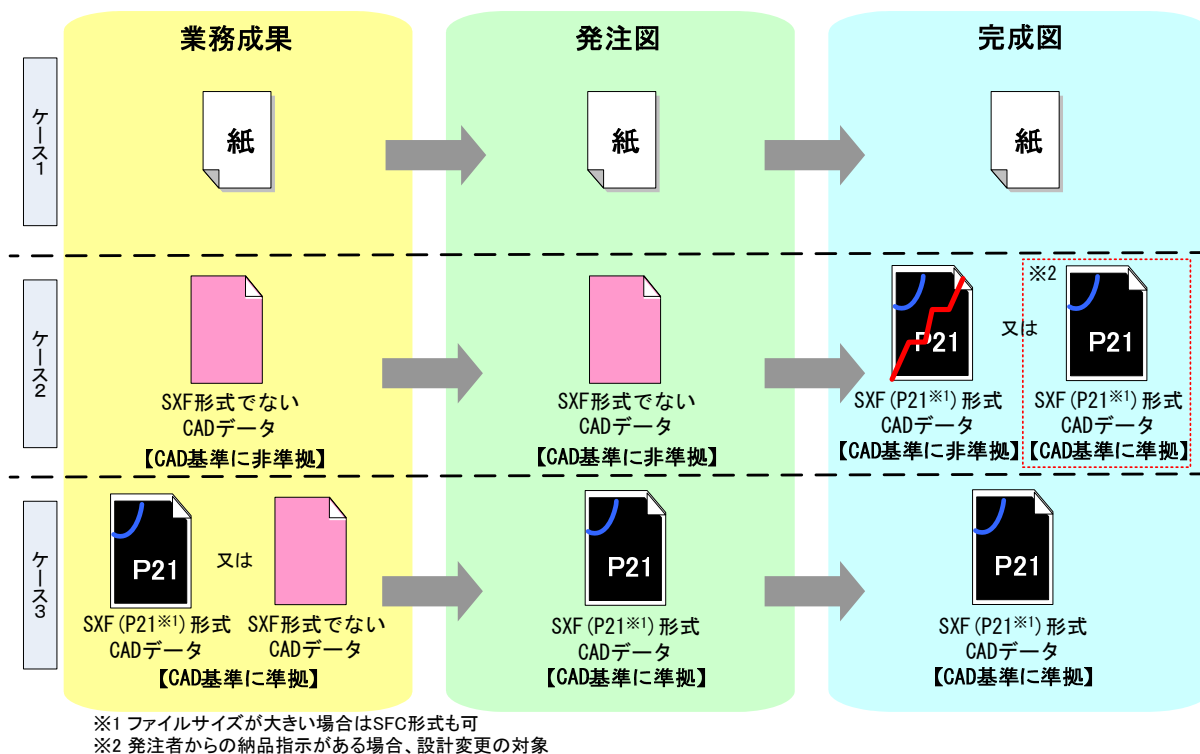 業務成果
発注図
完成図
ケース1
紙
紙
紙
ケース2
SXF形式でない
CADデータ
【CAD基準に非準拠】
SXF形式でない
CADデータ
【CAD基準に非準拠】
P21
SXF(P21※1)形式
CADデータ
【CAD基準に非準拠】
又は
※2
P21
SXF(P21※1)形式
CADデータ
【CAD基準に準拠】
ケース3
P21
又は
SXF(P21※1)形式
CADデータ
SXF形式でない
CADデータ
【CAD基準に準拠】
P21
SXF(P21※1)形式
CADデータ
【CAD基準に準拠】
P21
SXF(P21※1)形式
CADデータ
【CAD基準に準拠】
※1 ファイルサイズが大きい場合はSFC形式も可
※2 発注者からの納品指示がある場合、設計変更の対象